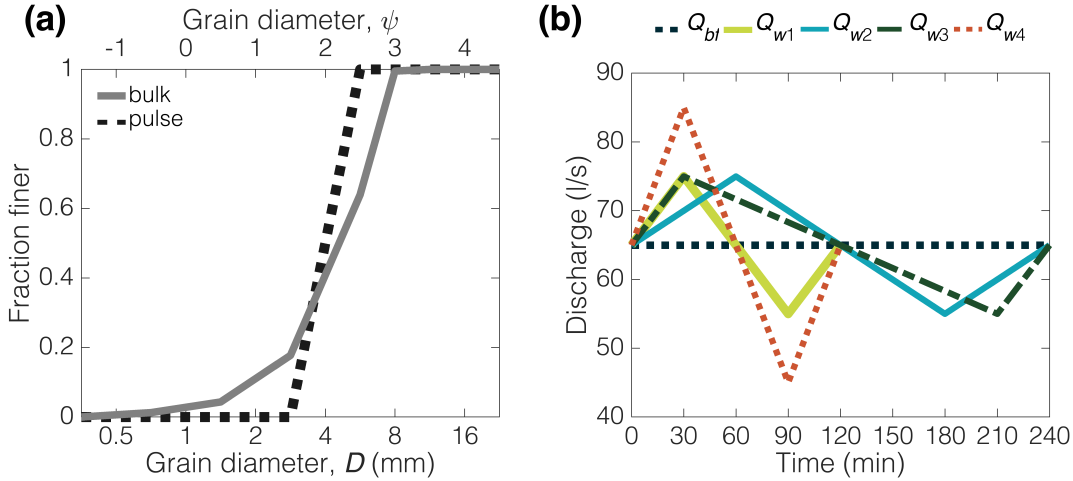 (a)
Grain diameter, ψ
-1 0 1 2 3 4
1
0.8
0.6
0.4
0.2
0
Fraction finer
bulk
pulse
0.5 1 2 4 8 16
Grain diameter, D (mm)
(b)
Q_bf Q_w1 Q_w2 Q_w3 Q_w4
90
80
70
60
50
40
Discharge (l/s)
0 30 60 90 120 150 180 210 240
Time (min)